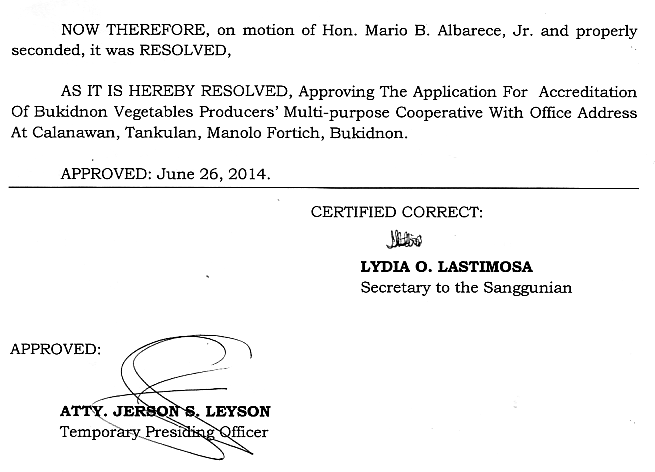 NOW THEREFORE, on motion of Hon. Mario B. Albarece, Jr. and properly
seconded, it was RESOLVED,
AS IT IS HEREBY RESOLVED, Approving The Application For Accreditation
Of Bukidnon Vegetables Producers' Multi-purpose Cooperative With Office Address
At Calanawan, Tankulan, Manolo Fortich, Bukidnon.
APPROVED: June 26, 2014.
CERTIFIED CORRECT:
LYDIA O. LASTIMOSA
Secretary to the Sanggunian
APPROVED:
ATTY. JERSON S. LEYSON
Temporary Presiding Officer